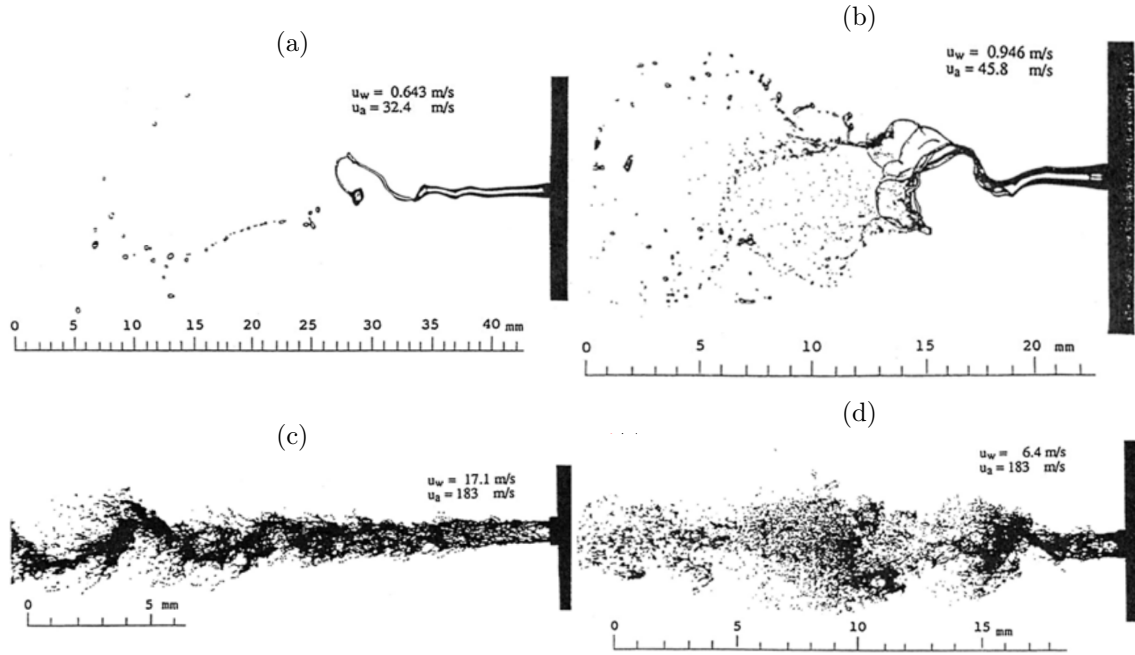 (a)
u_w = 0.643 m/s
u_a = 32.4 m/s
0 5 10 15 20 25 30 35 40 mm
(b)
u_w = 0.946 m/s
u_a = 45.8 m/s
0 5 10 15 20 mm
(c)
u_w = 17.1 m/s
u_a = 183 m/s
0 5 mm
(d)
u_w = 6.4 m/s
u_a = 183 m/s
0 5 10 15 mm